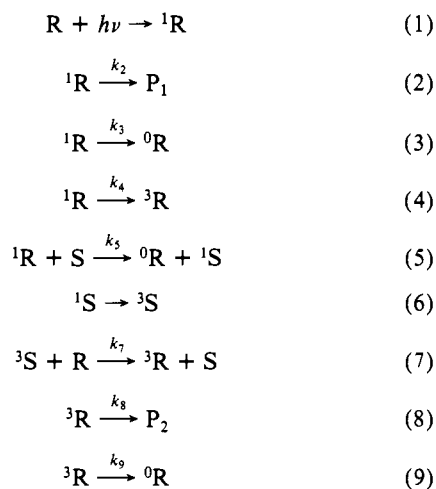 R + hν → ¹R (1)
¹R —k₂→ P₁ (2)
¹R —k₃→ ⁰R (3)
¹R —k₄→ ³R (4)
¹R + S —k₅→ ⁰R + ¹S (5)
¹S → ³S (6)
³S + R —k₇→ ³R + S (7)
³R —k₈→ P₂ (8)
³R —k₉→ ⁰R (9)